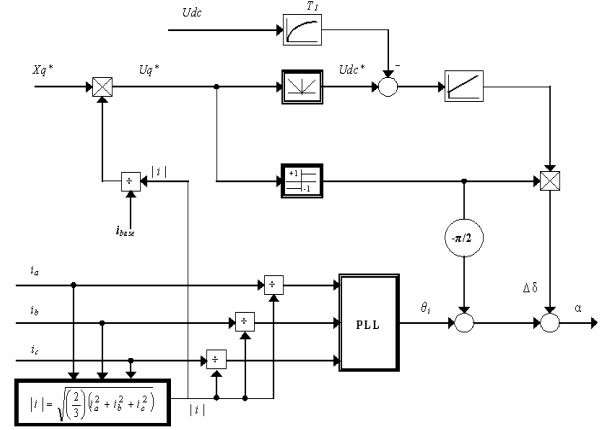 Udc
T1
Xq*
Uq*
Udc*
-
+1
-1
÷
|i|
ibase
-π/2
Δδ
ia
÷
ib
÷
PLL
θi
α
ic
÷
|i| = √((2/3)(ia² + ib² + ic²))
|i|